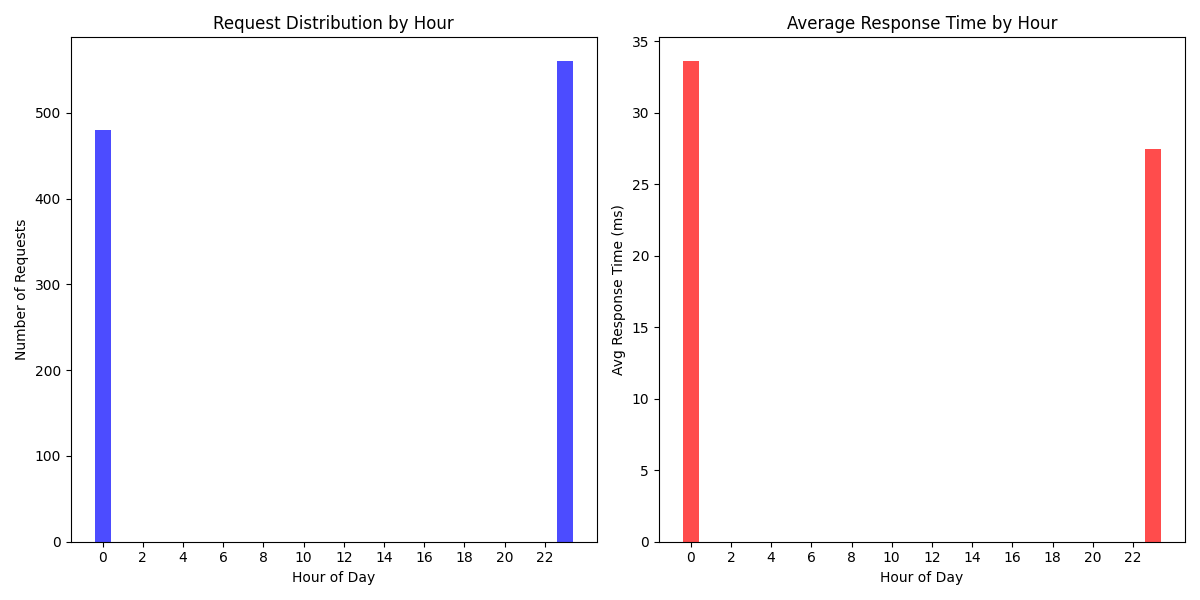 Request Distribution by Hour
Number of Requests
500
400
300
200
100
0
0 2 4 6 8 10 12 14 16 18 20 22
Hour of Day
Average Response Time by Hour
Avg Response Time (ms)
35
30
25
20
15
10
5
0
0 2 4 6 8 10 12 14 16 18 20 22
Hour of Day